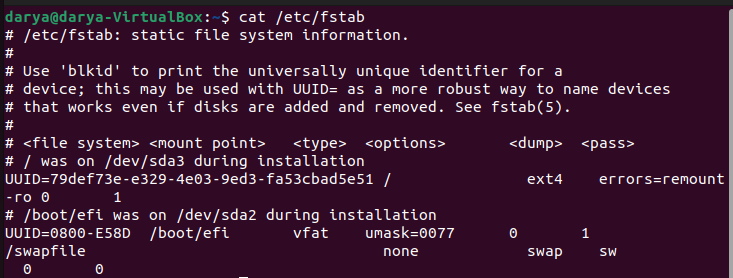 darya@darya-VirtualBox:~$ cat /etc/fstab
# /etc/fstab: static file system information.
#
# Use 'blkid' to print the universally unique identifier for a
# device; this may be used with UUID= as a more robust way to name devices
# that works even if disks are added and removed. See fstab(5).
#
# <file system> <mount point>   <type>  <options>       <dump>  <pass>
# / was on /dev/sda3 during installation
UUID=79def73e-e329-4e03-9ed3-fa53cbad5e51 /               ext4    errors=remount
-ro 0       1
# /boot/efi was on /dev/sda2 during installation
UUID=0800-E58D  /boot/efi       vfat    umask=0077      0       1
/swapfile                                 none            swap    sw
  0       0